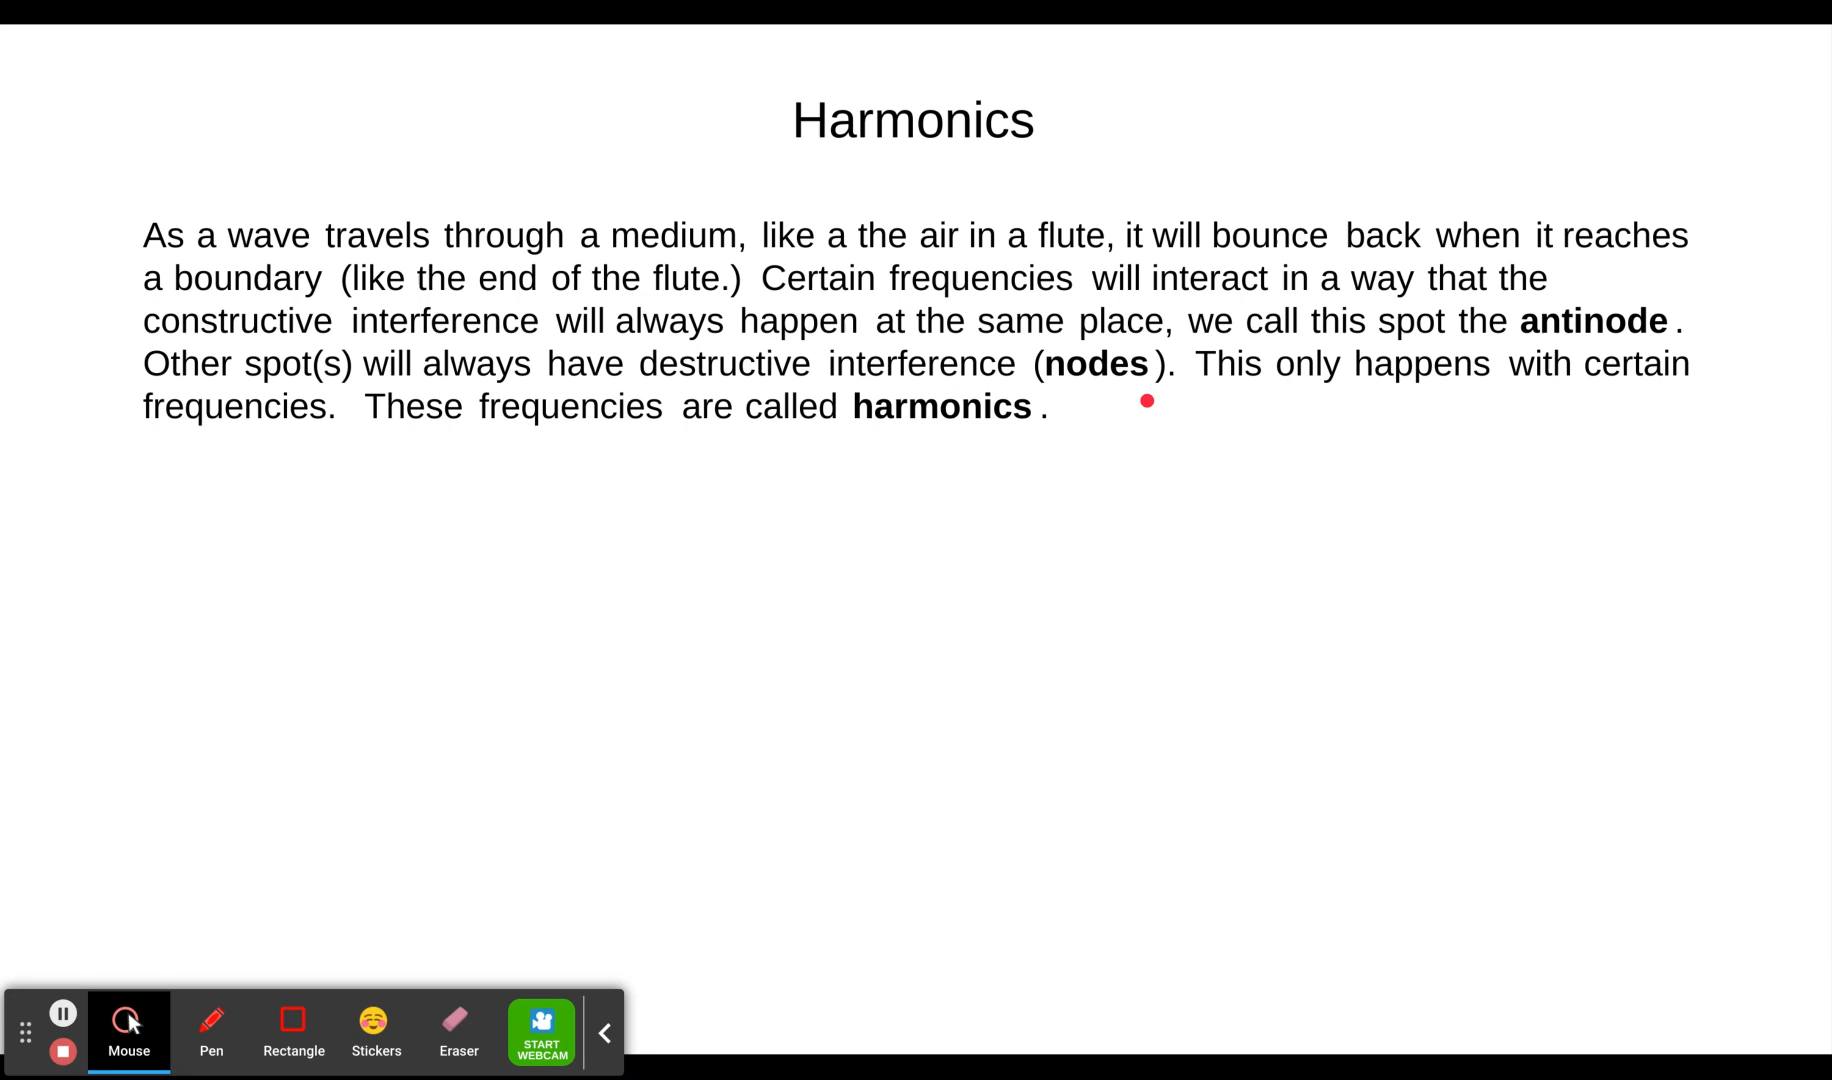 Harmonics
As a wave travels through a medium, like a the air in a flute, it will bounce back when it reaches
a boundary (like the end of the flute.) Certain frequencies will interact in a way that the
constructive interference will always happen at the same place, we call this spot the antinode.
Other spot(s) will always have destructive interference (nodes). This only happens with certain
frequencies. These frequencies are called harmonics.
Mouse Pen Rectangle Stickers Eraser
START
WEBCAM